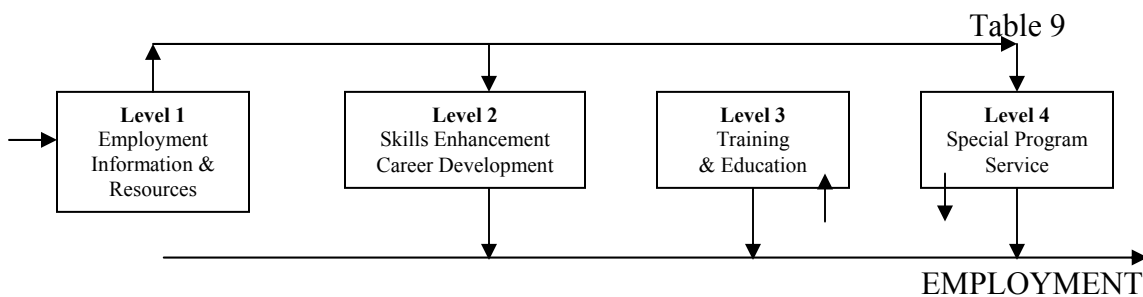 Table 9
Level 1
Employment
Information &
Resources
Level 2
Skills Enhancement
Career Development
Level 3
Training
& Education
Level 4
Special Program
Service
EMPLOYMENT